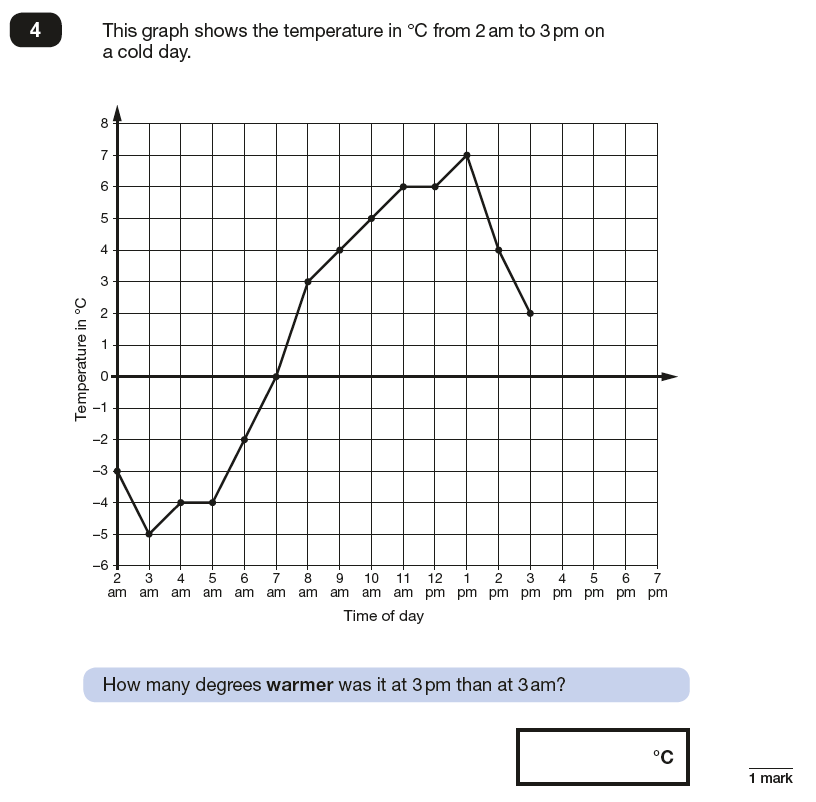 4
This graph shows the temperature in °C from 2 am to 3 pm on
a cold day.
8
7
6
5
4
3
2
1
0
–1
–2
–3
–4
–5
–6
Temperature in °C
2 3 4 5 6 7 8 9 10 11 12 1 2 3 4 5 6 7
am am am am am am am am am am pm pm pm pm pm pm pm pm
Time of day
How many degrees warmer was it at 3 pm than at 3 am?
°C
1 mark